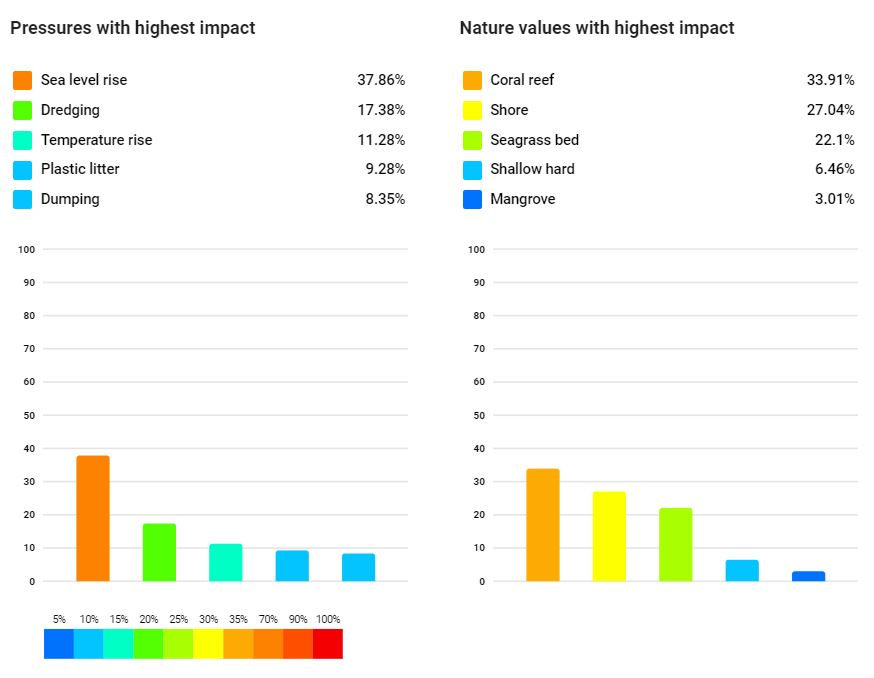 Pressures with highest impact
Sea level rise 37.86%
Dredging 17.38%
Temperature rise 11.28%
Plastic litter 9.28%
Dumping 8.35%
100
90
80
70
60
50
40
30
20
10
0
5% 10% 15% 20% 25% 30% 35% 70% 90% 100%
Nature values with highest impact
Coral reef 33.91%
Shore 27.04%
Seagrass bed 22.1%
Shallow hard 6.46%
Mangrove 3.01%
100
90
80
70
60
50
40
30
20
10
0